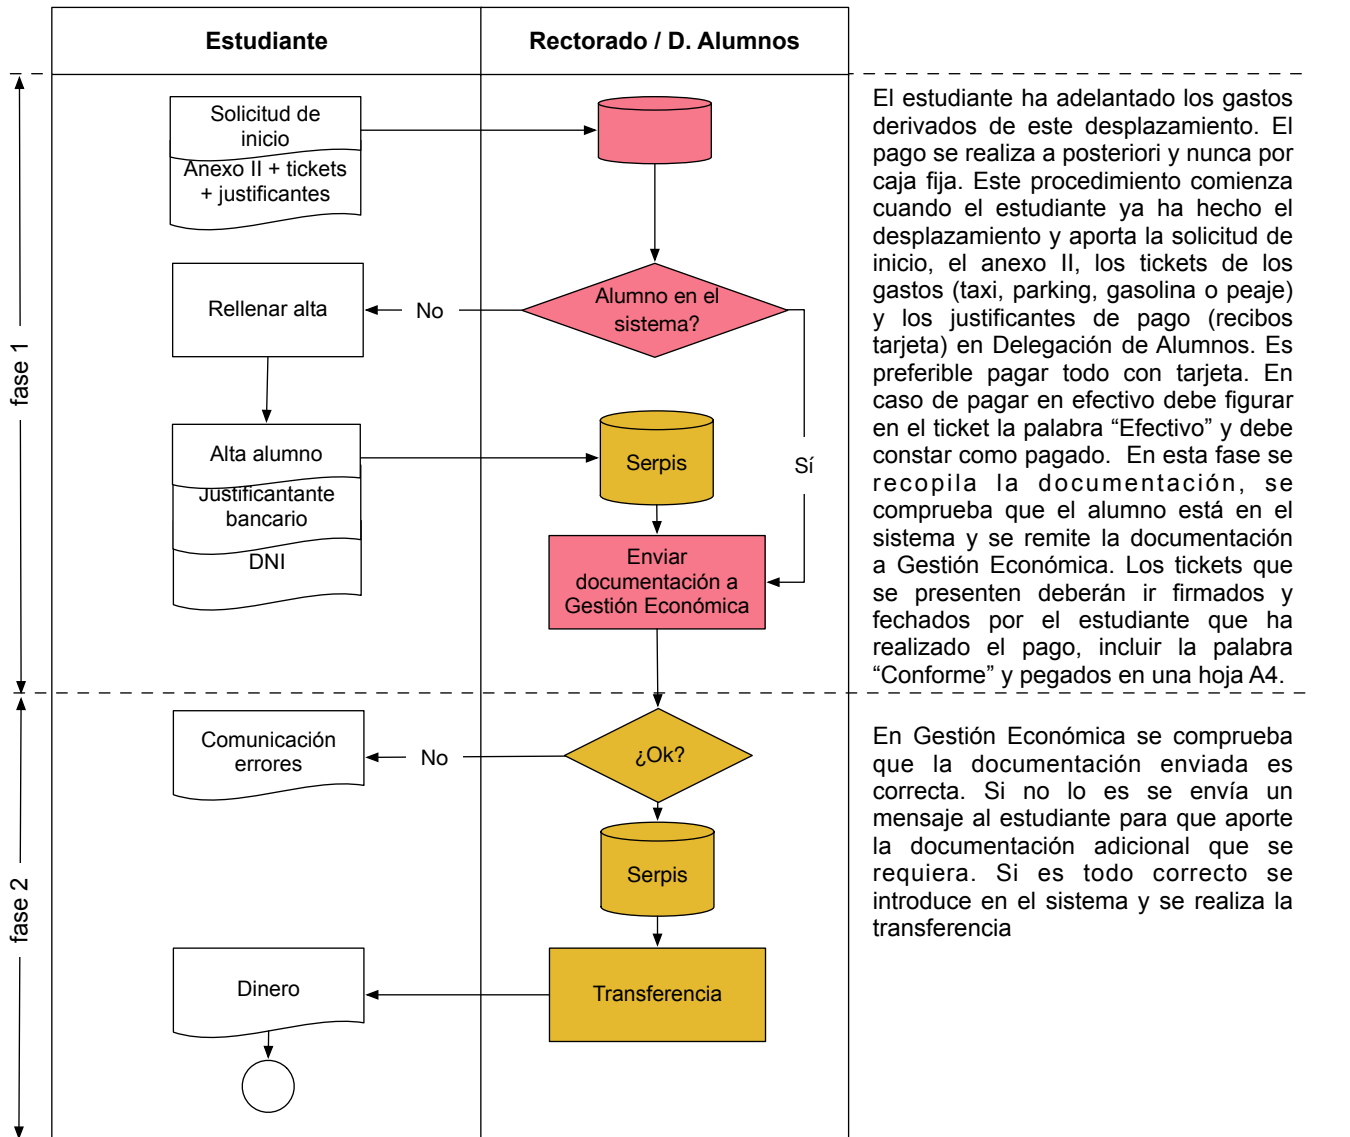 Estudiante
Rectorado / D. Alumnos
fase 1
Solicitud de
inicio
Anexo II + tickets
+ justificantes
Alumno en el
sistema?
No
Rellenar alta
Sí
Alta alumno
Justificantante
bancario
DNI
Serpis
Enviar
documentación a
Gestión Económica
El estudiante ha adelantado los gastos
derivados de este desplazamiento. El
pago se realiza a posteriori y nunca por
caja fija. Este procedimiento comienza
cuando el estudiante ya ha hecho el
desplazamiento y aporta la solicitud de
inicio, el anexo II, los tickets de los
gastos (taxi, parking, gasolina o peaje)
y los justificantes de pago (recibos
tarjeta) en Delegación de Alumnos. Es
preferible pagar todo con tarjeta. En
caso de pagar en efectivo debe figurar
en el ticket la palabra “Efectivo” y debe
constar como pagado. En esta fase se
recopila la documentación, se
comprueba que el alumno está en el
sistema y se remite la documentación
a Gestión Económica. Los tickets que
se presenten deberán ir firmados y
fechados por el estudiante que ha
realizado el pago, incluir la palabra
“Conforme” y pegados en una hoja A4.
fase 2
Comunicación
errores
No
¿Ok?
Serpis
Transferencia
Dinero
En Gestión Económica se comprueba
que la documentación enviada es
correcta. Si no lo es se envía un
mensaje al estudiante para que aporte
la documentación adicional que se
requiera. Si es todo correcto se
introduce en el sistema y se realiza la
transferencia